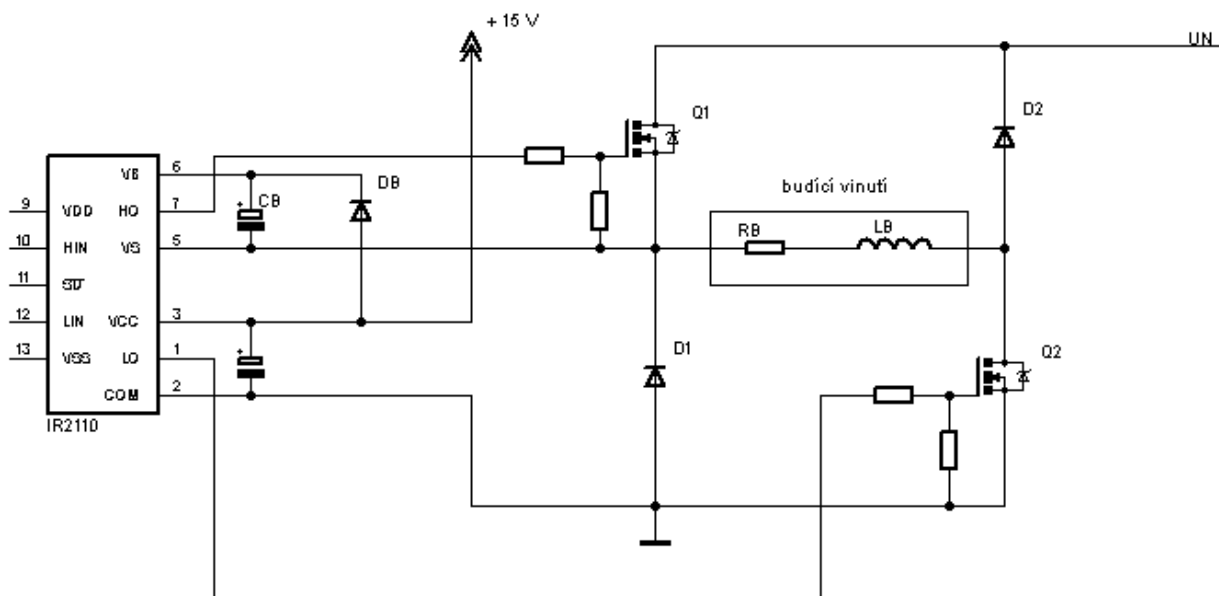 + 15 V
UN
Q1
D2
budící vinutí
6
VB
DB
CB
9
VDD
HO
7
RB
LB
10
HIN
VS
5
11
SD
12
LIN
VCC
3
13
VSS
LO
1
D1
Q2
COM
2
IR2110